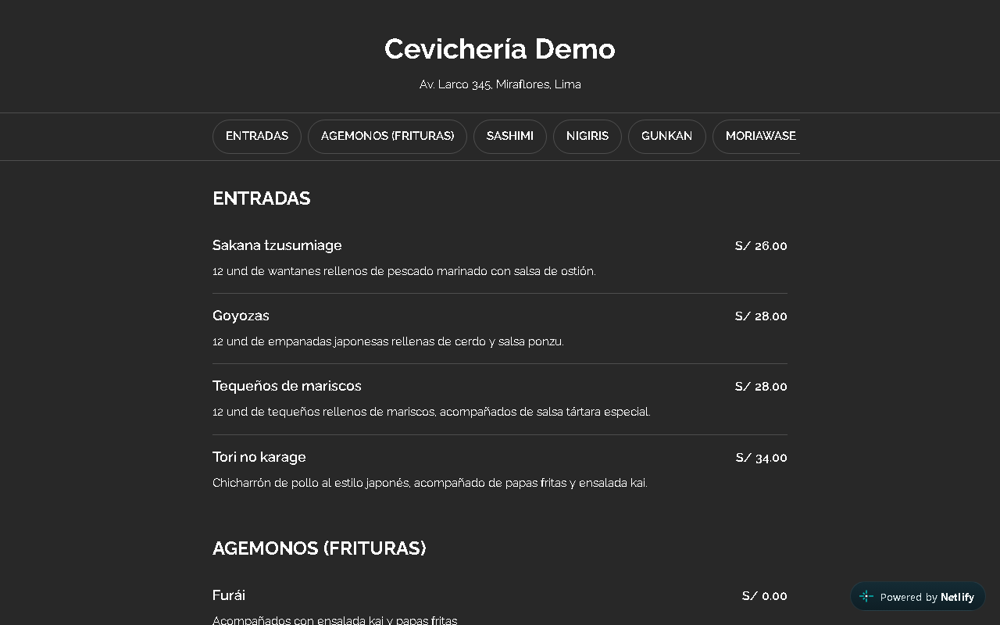 Cevichería Demo
Av. Larco 345, Miraflores, Lima
ENTRADAS
AGEMONOS (FRITURAS)
SASHIMI
NIGIRIS
GUNKAN
MORIAWASE
ENTRADAS
Sakana tzusumiage S/ 26.00
12 und de wantanes rellenos de pescado marinado con salsa de ostión.
Goyozas S/ 28.00
12 und de empanadas japonesas rellenas de cerdo y salsa ponzu.
Tequeños de mariscos S/ 28.00
12 und de tequeños rellenos de mariscos, acompañados de salsa tártara especial.
Tori no karage S/ 34.00
Chicharrón de pollo al estilo japonés, acompañado de papas fritas y ensalada kai.
AGEMONOS (FRITURAS)
Furái S/ 0.00
Acompañados con ensalada kai y papas fritas
Powered by Netlify